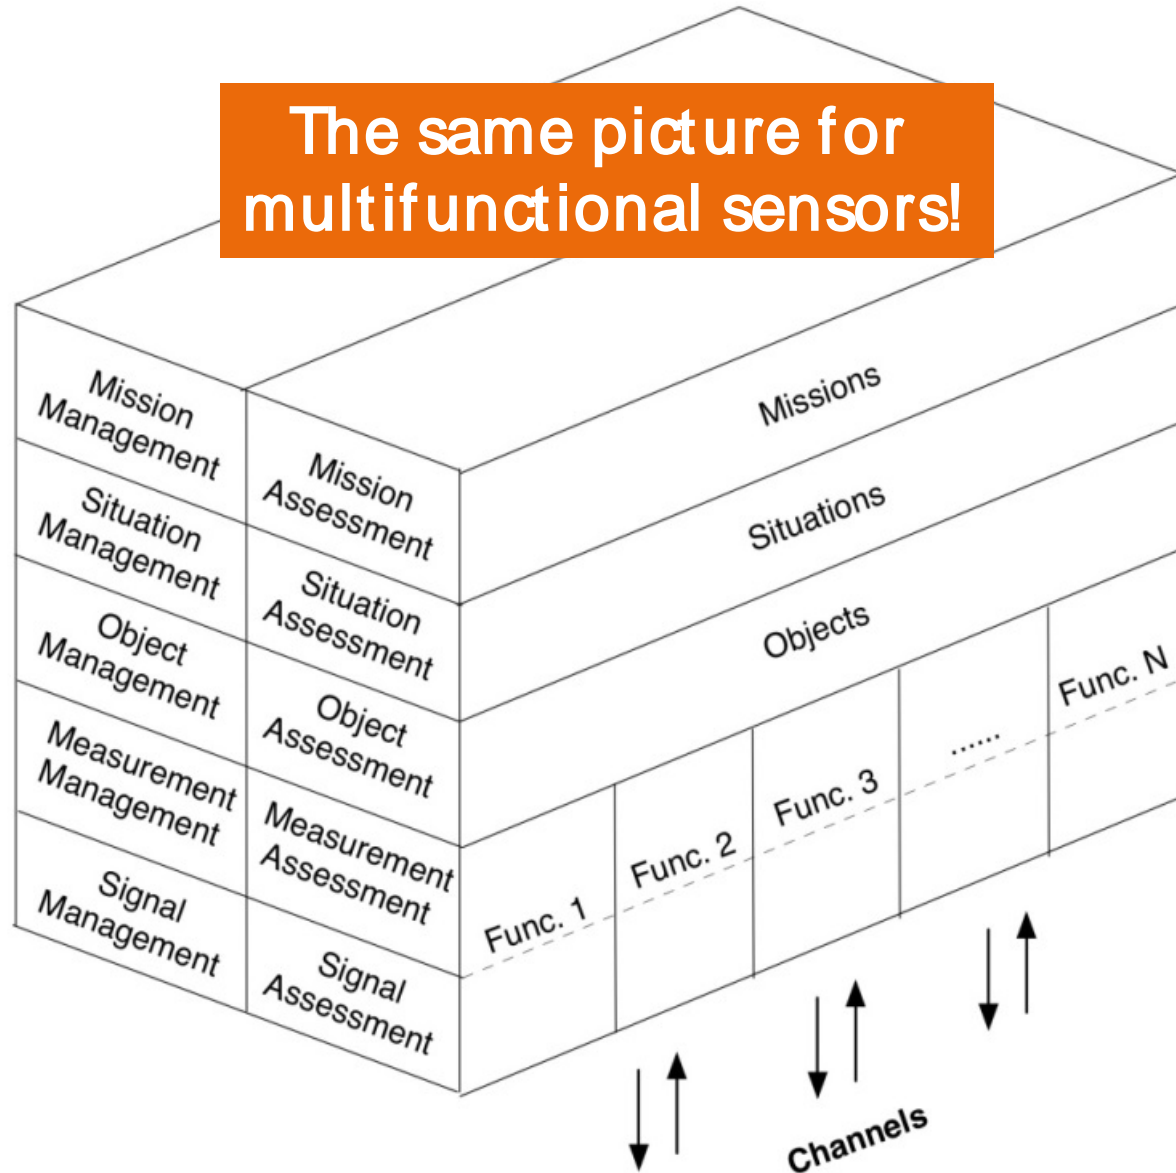 The same picture for
multifunctional sensors!
Mission
Management
Mission
Assessment
Missions
Situation
Management
Situation
Assessment
Situations
Object
Management
Object
Assessment
Objects
Measurement
Management
Measurement
Assessment
Signal
Management
Signal
Assessment
Func. 1
Func. 2
Func. 3
......
Func. N
Channels